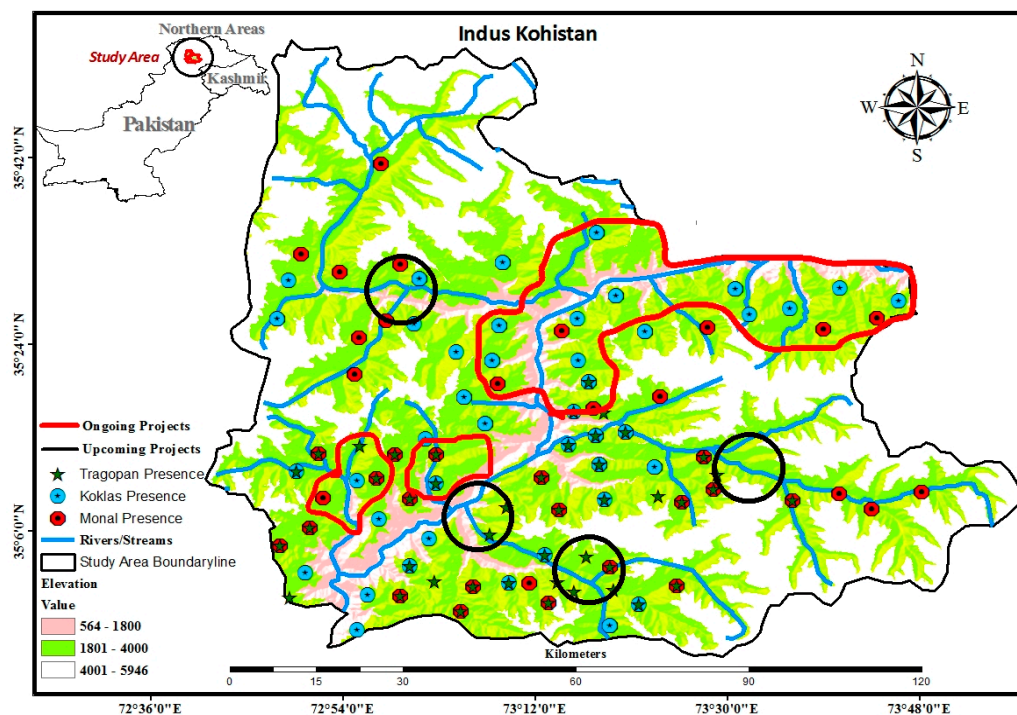 Indus Kohistan
Northern Areas
Study Area
Kashmir
Pakistan
N
W
E
S
35°42'0"N
35°24'0"N
35°6'0"N
Ongoing Projects
Upcoming Projects
Tragopan Presence
Koklas Presence
Monal Presence
Rivers/Streams
Study Area Boundaryline
Elevation
Value
564 - 1800
1801 - 4000
4001 - 5946
Kilometers
0 15 30 60 90 120
72°36'0"E 72°54'0"E 73°12'0"E 73°30'0"E 73°48'0"E